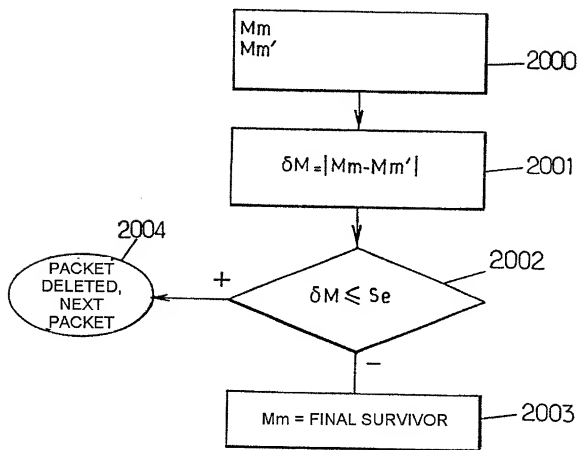 Mm
Mm'
2000
δM = |Mm-Mm'|
2001
2004
PACKET
DELETED,
NEXT
PACKET
+
δM ⩽ Se
2002
−
Mm = FINAL SURVIVOR
2003